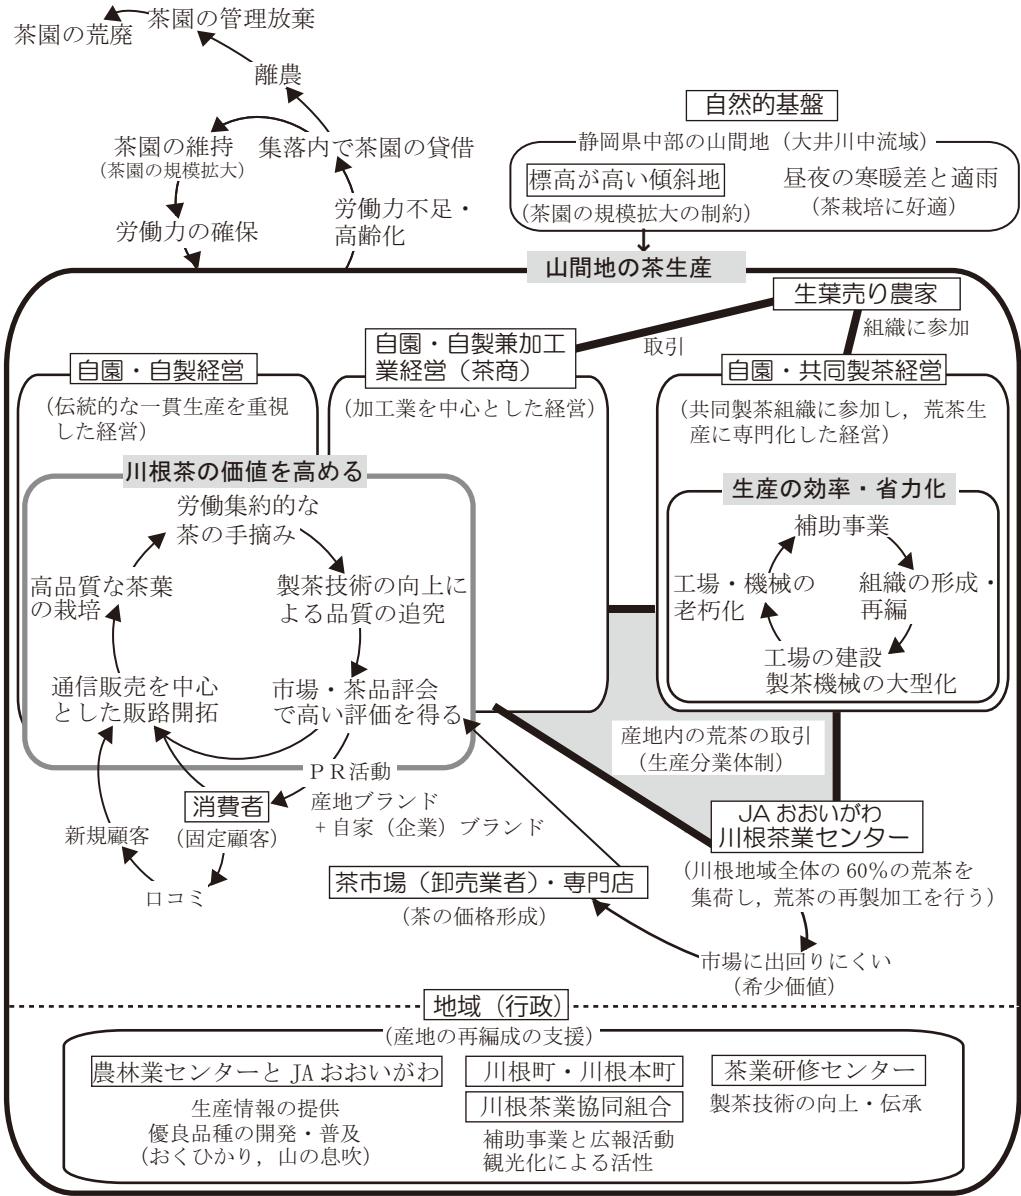 茶園の管理放棄
茶園の荒廃
離農
茶園の維持
(茶園の規模拡大)
集落内で茶園の貸借
労働力の確保
労働力不足・
高齢化
自然的基盤
静岡県中部の山間地（大井川中流域）
標高が高い傾斜地
(茶園の規模拡大の制約)
昼夜の寒暖差と適雨
(茶栽培に好適)
山間地の茶生産
生葉売り農家
取引
組織に参加
自園・自製経営
(伝統的な一貫生産を重視
した経営)
自園・自製兼加工
業経営（茶商）
(加工業を中心とした経営)
自園・共同製茶経営
(共同製茶組織に参加し，荒茶生
産に専門化した経営)
川根茶の価値を高める
労働集約的な
茶の手摘み
製茶技術の向上に
よる品質の追究
市場・茶品評会
で高い評価を得る
通信販売を中心
とした販路開拓
高品質な茶葉
の栽培
生産の効率・省力化
補助事業
組織の形成・
再編
工場の建設
製茶機械の大型化
工場・機械の
老朽化
産地内の荒茶の取引
(生産分業体制)
ＰＲ活動
産地ブランド
+ 自家（企業）ブランド
消費者
(固定顧客)
新規顧客
口コミ
JA おおいがわ
川根茶業センター
(川根地域全体の 60%の荒茶を
集荷し，荒茶の再製加工を行う)
茶市場（卸売業者）・専門店
(茶の価格形成)
市場に出回りにくい
(希少価値)
地域（行政）
(産地の再編成の支援)
農林業センターと JA おおいがわ
生産情報の提供
優良品種の開発・普及
(おくひかり，山の息吹)
川根町・川根本町
川根茶業協同組合
補助事業と広報活動
観光化による活性
茶業研修センター
製茶技術の向上・伝承